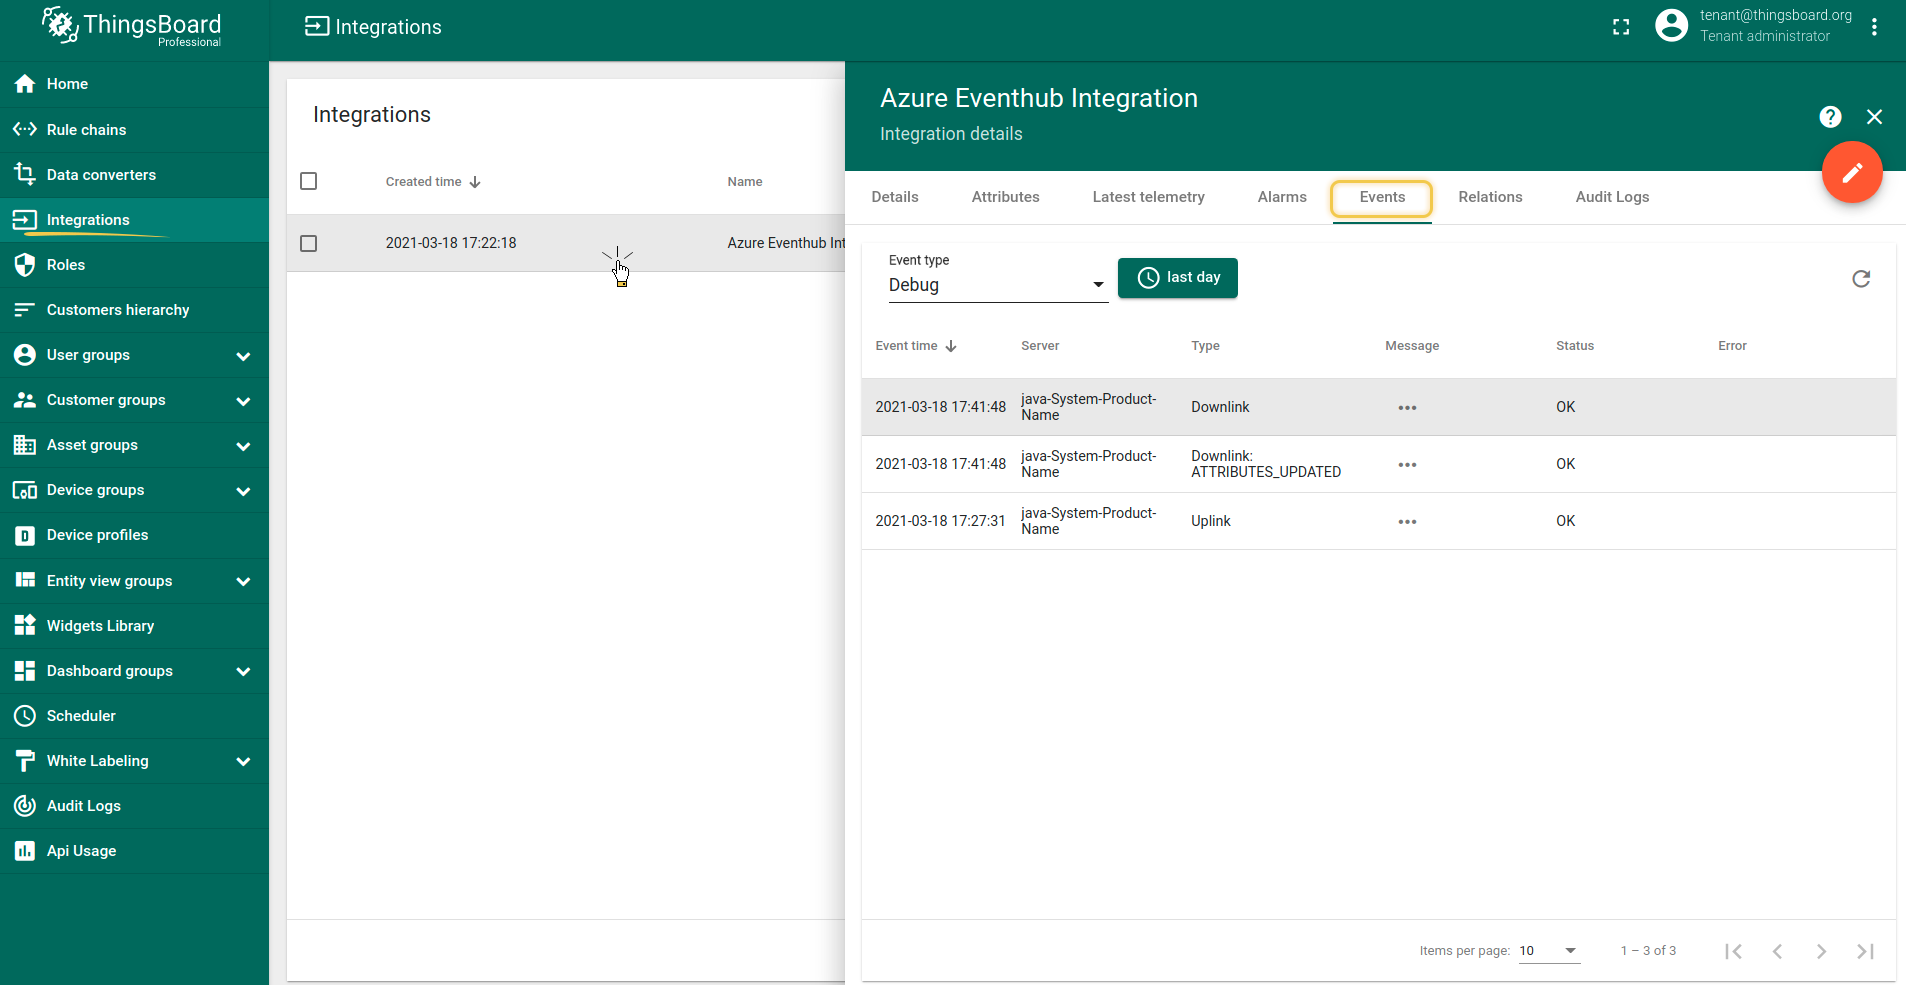 ThingsBoard
Professional
Integrations
tenant@thingsboard.org
Tenant administrator
Home
Rule chains
Data converters
Integrations
Roles
Customers hierarchy
User groups
Customer groups
Asset groups
Device groups
Device profiles
Entity view groups
Widgets Library
Dashboard groups
Scheduler
White Labeling
Audit Logs
Api Usage
Integrations
Created time Name
2021-03-18 17:22:18 Azure Eventhub Int
Azure Eventhub Integration
Integration details
Details Attributes Latest telemetry Alarms Events Relations Audit Logs
Event type
Debug
last day
Event time Server Type Message Status Error
2021-03-18 17:41:48 java-System-Product-
Name Downlink ••• OK
2021-03-18 17:41:48 java-System-Product-
Name Downlink:
ATTRIBUTES_UPDATED ••• OK
2021-03-18 17:27:31 java-System-Product-
Name Uplink ••• OK
Items per page: 10 1 – 3 of 3